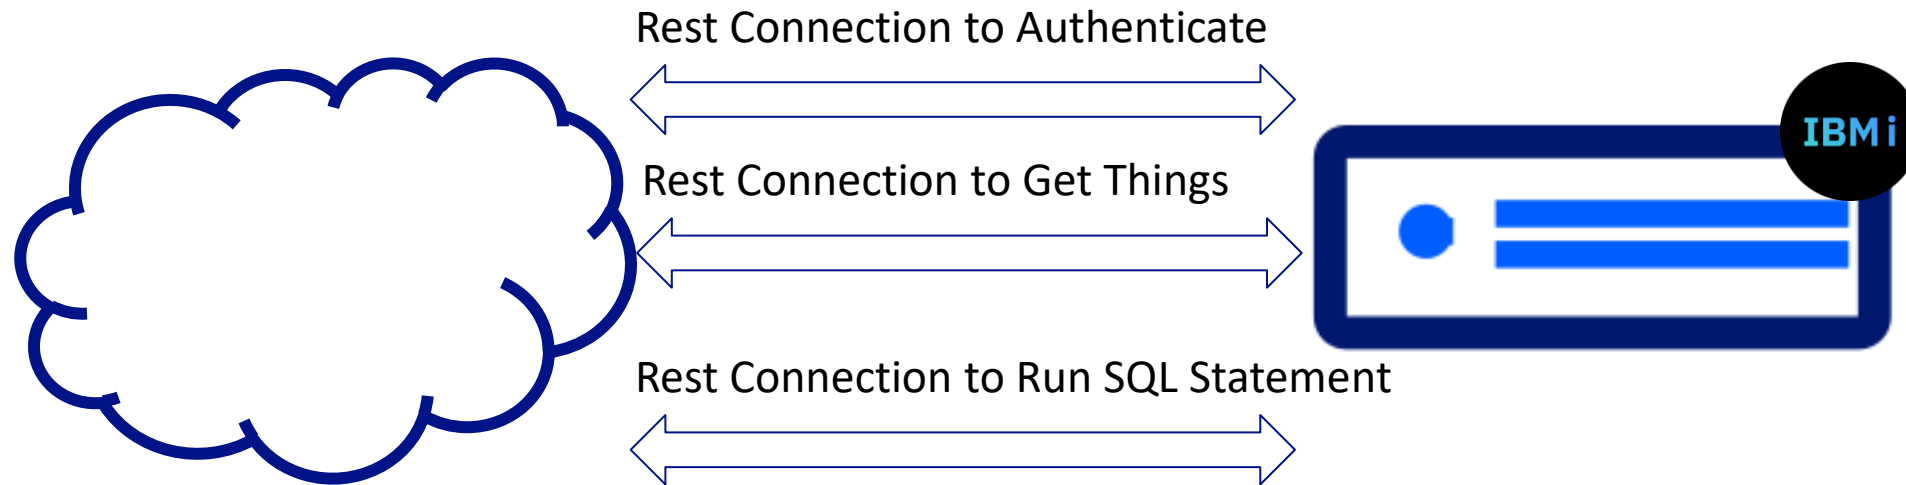 Rest Connection to Authenticate
IBM i
Rest Connection to Get Things
Rest Connection to Run SQL Statement